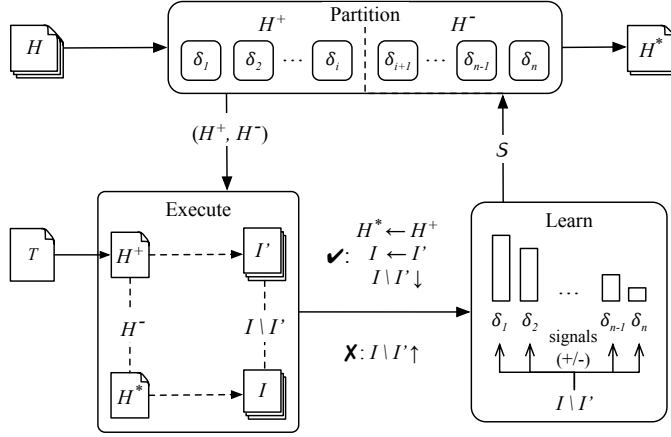 Partition
H
H⁺
H⁻
δ₁ δ₂ … δᵢ δᵢ₊₁ … δₙ₋₁ δₙ
H*
(H⁺, H⁻)
S
Execute
T
H⁺
I’
H⁻
I \ I’
H*
I
H* ← H⁺
✔: I ← I’
I \ I’ ↓
✗: I \ I’ ↑
Learn
…
δ₁ δ₂ δₙ₋₁ δₙ
signals
(+/-)
I \ I’